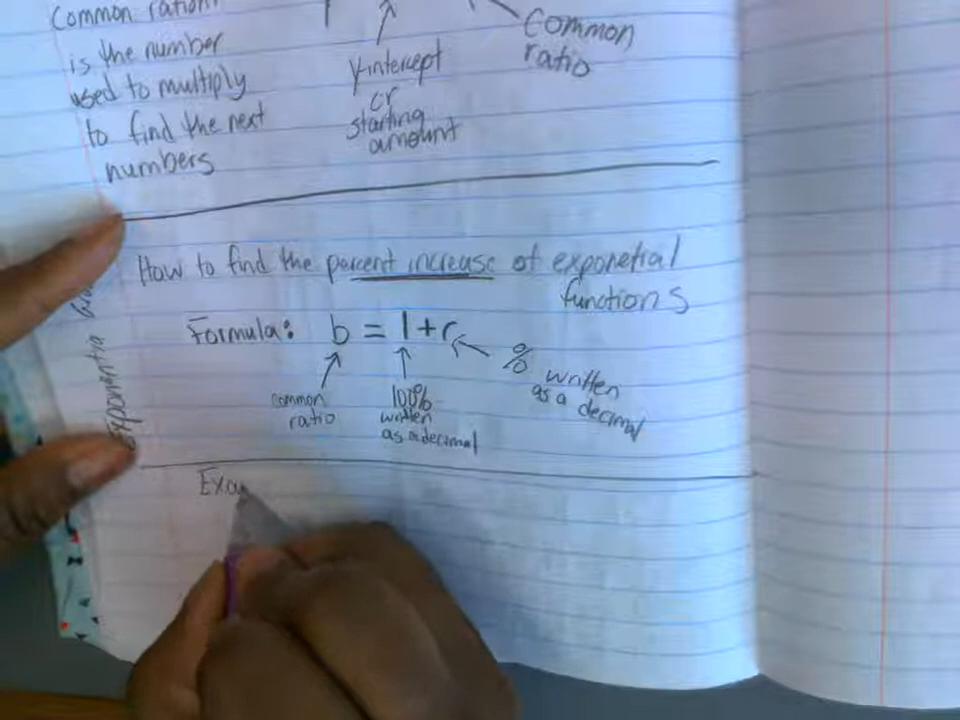 Common ratio:
is the number
used to multiply
to find the next
numbers
y-intercept
or
starting
amount
Common
ratio
How to find the percent increase of exponetial
functions
Formula: b = 1 + r
common
ratio
100%
written
as a decimal
% written
as a decimal
Exponentia
Exam